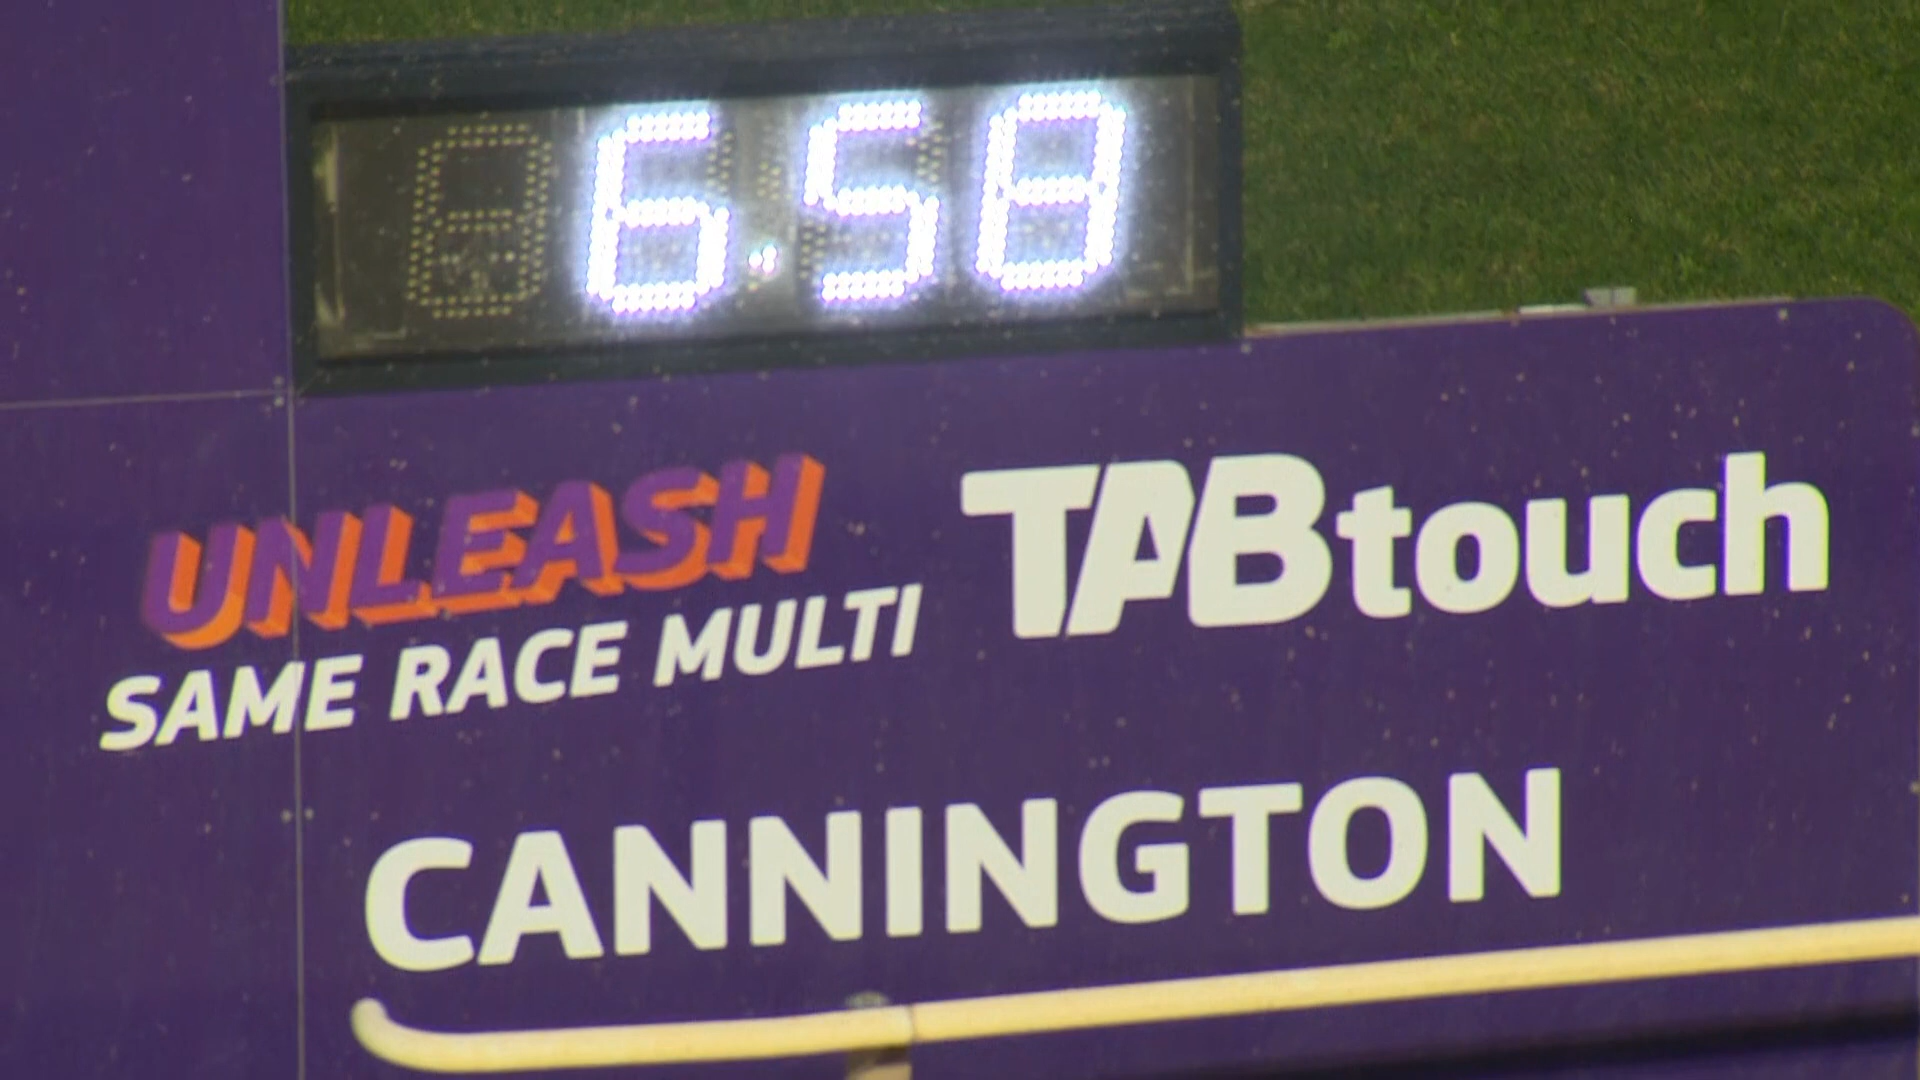 6.58
UNLEASH
SAME RACE MULTI
TABtouch
CANNINGTON